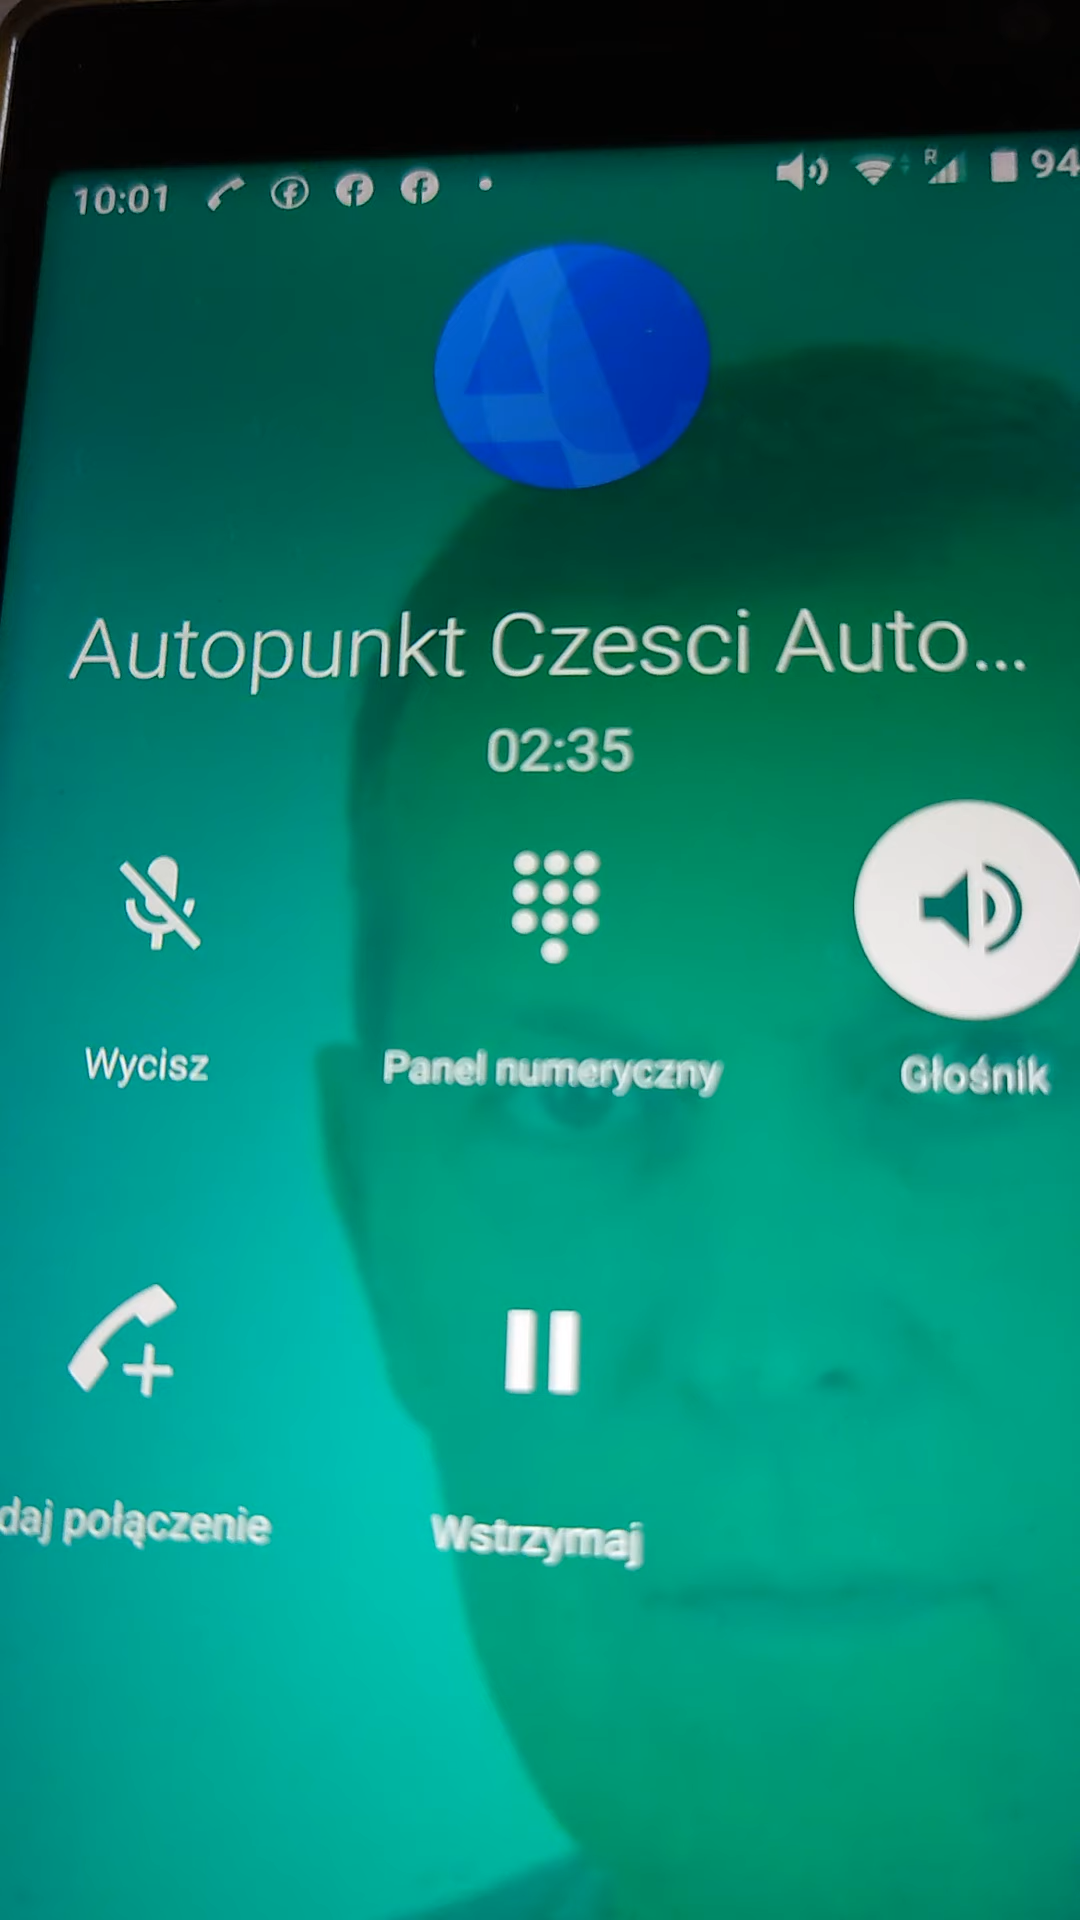 10:01 R 94
Autopunkt Czesci Auto...
02:35
Wycisz Panel numeryczny Głośnik
daj połączenie Wstrzymaj